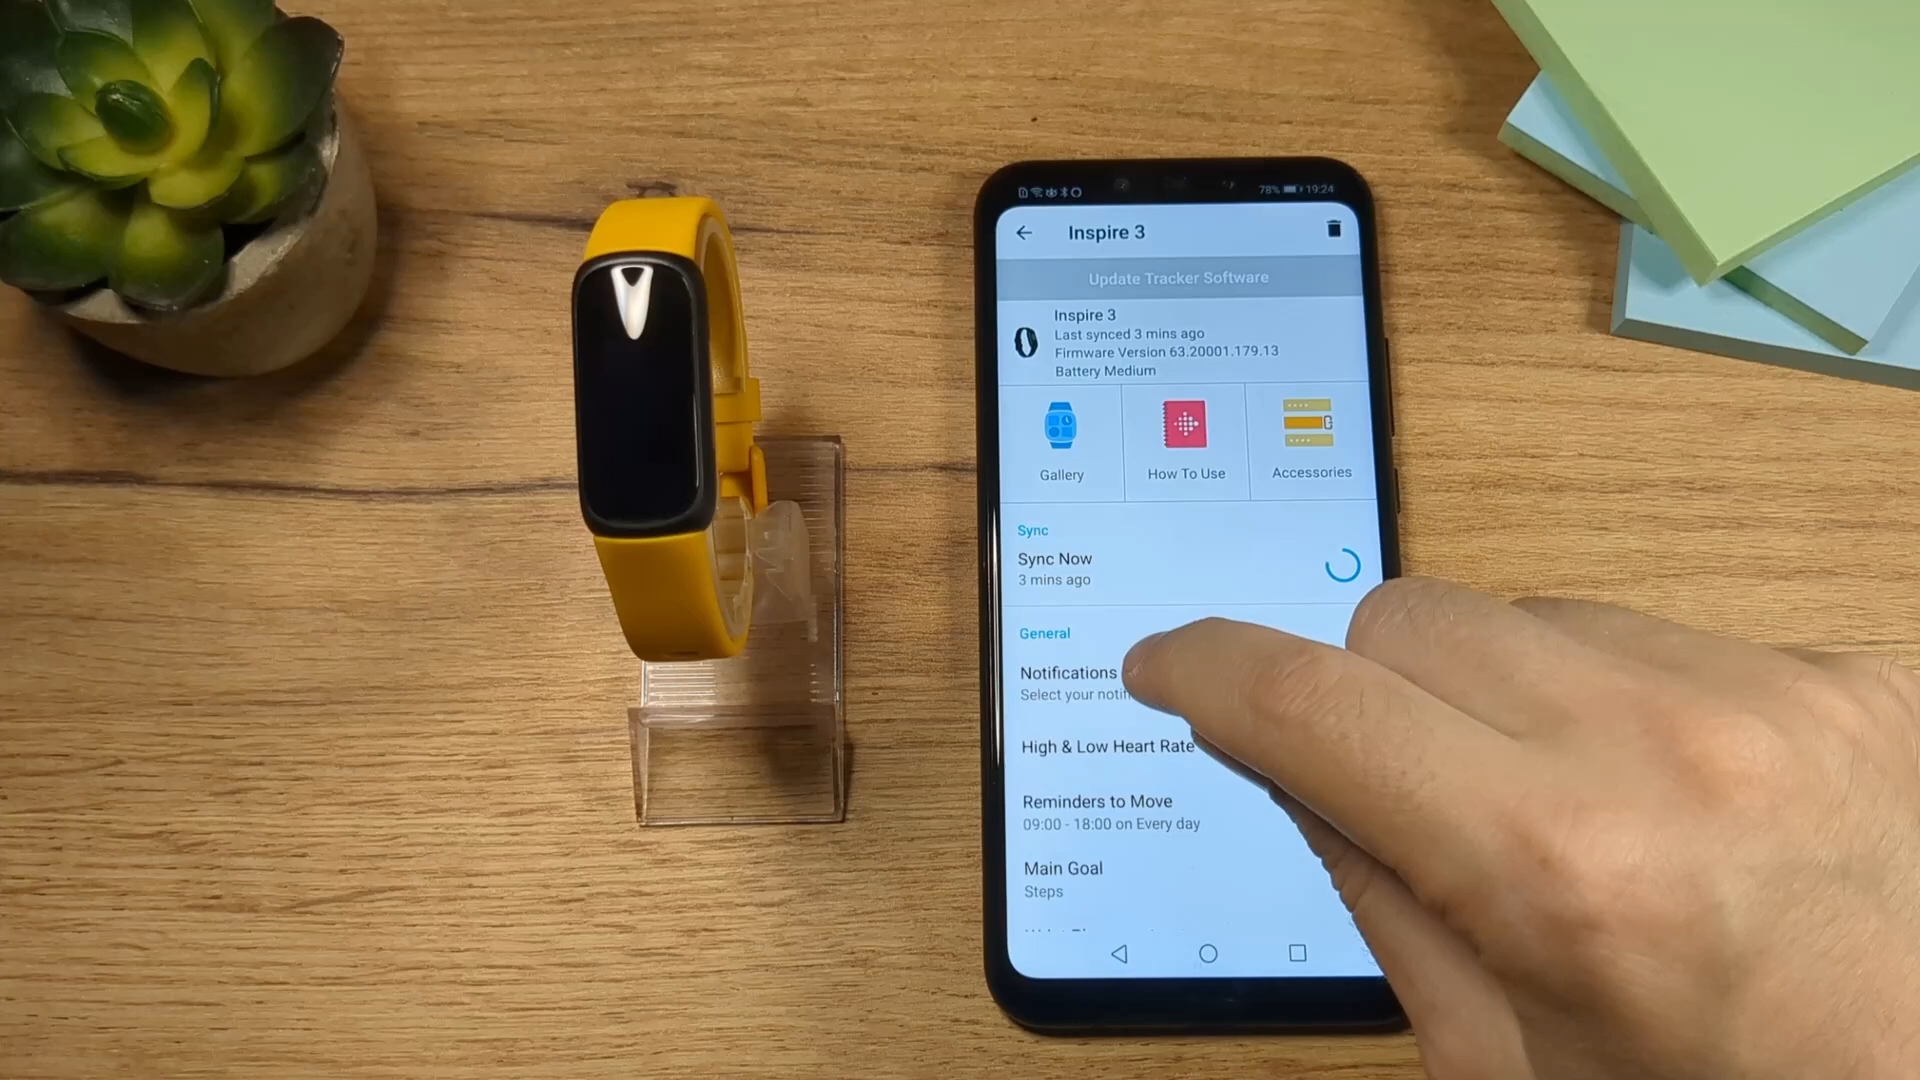 78% 19:24
Inspire 3
Update Tracker Software
Inspire 3
Last synced 3 mins ago
Firmware Version 63.20001.179.13
Battery Medium
Gallery
How To Use
Accessories
Sync
Sync Now
3 mins ago
General
Notifications
Select your
High & Low Heart Rate
Reminders to Move
09:00 - 18:00 on Every day
Main Goal
Steps